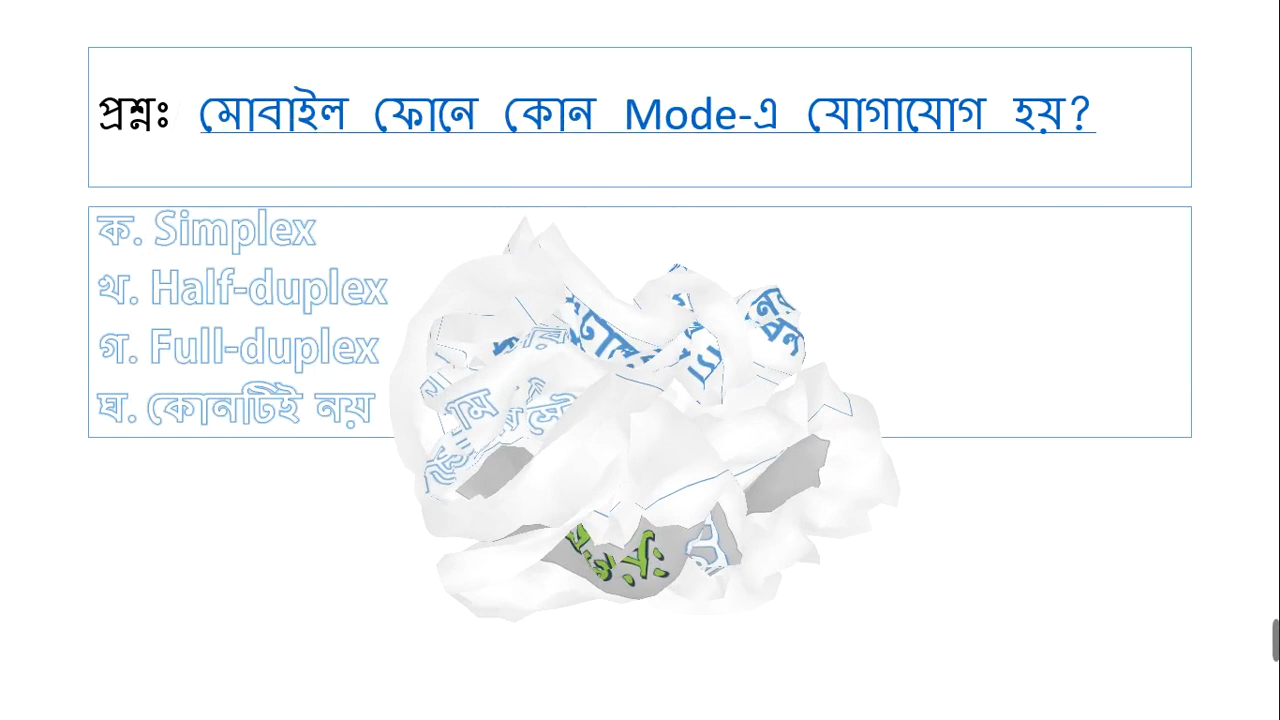 প্রশ্নঃ মোবাইল ফোনে কোন Mode-এ যোগাযোগ হয়?
ক. Simplex
খ. Half-duplex
গ. Full-duplex
ঘ. কোনটিই নয়